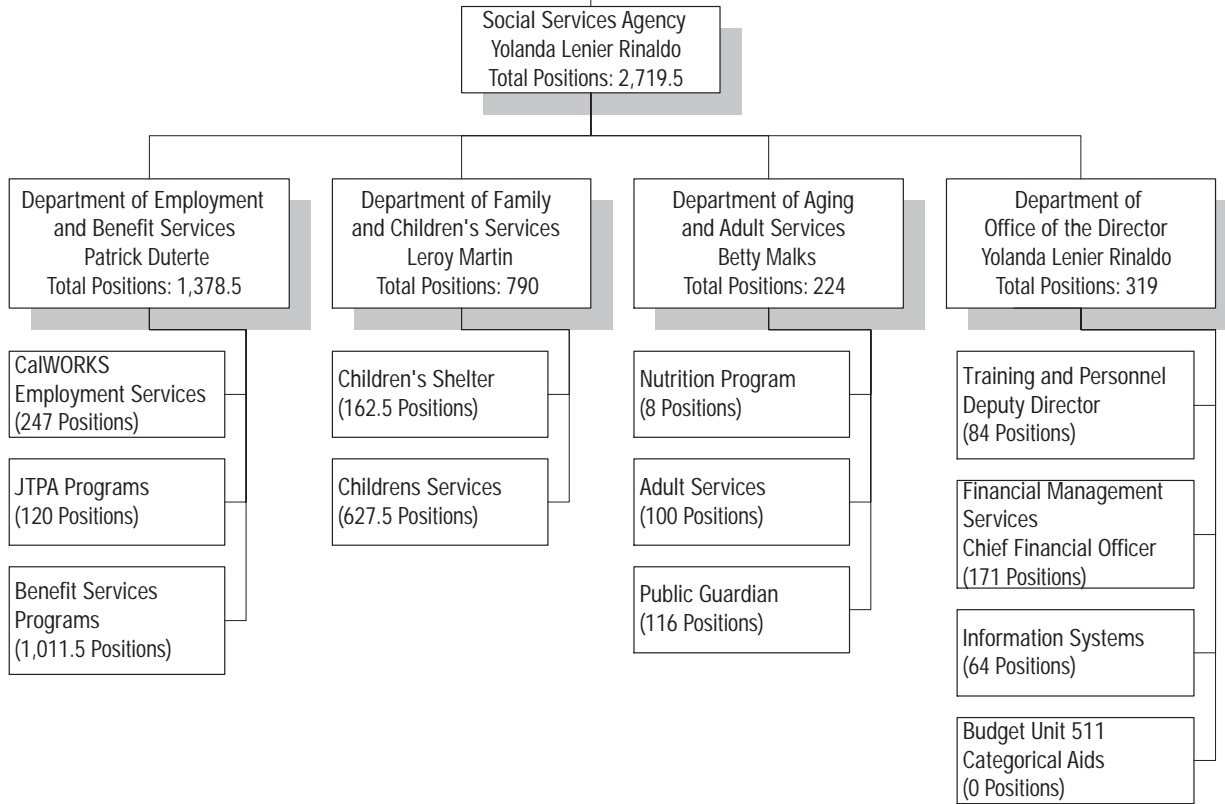 Social Services Agency
Yolanda Lenier Rinaldo
Total Positions: 2,719.5
Department of Employment
and Benefit Services
Patrick Duterte
Total Positions: 1,378.5
CalWORKS
Employment Services
(247 Positions)
JTPA Programs
(120 Positions)
Benefit Services
Programs
(1,011.5 Positions)
Department of Family
and Children's Services
Leroy Martin
Total Positions: 790
Children's Shelter
(162.5 Positions)
Childrens Services
(627.5 Positions)
Department of Aging
and Adult Services
Betty Malks
Total Positions: 224
Nutrition Program
(8 Positions)
Adult Services
(100 Positions)
Public Guardian
(116 Positions)
Department of
Office of the Director
Yolanda Lenier Rinaldo
Total Positions: 319
Training and Personnel
Deputy Director
(84 Positions)
Financial Management
Services
Chief Financial Officer
(171 Positions)
Information Systems
(64 Positions)
Budget Unit 511
Categorical Aids
(0 Positions)